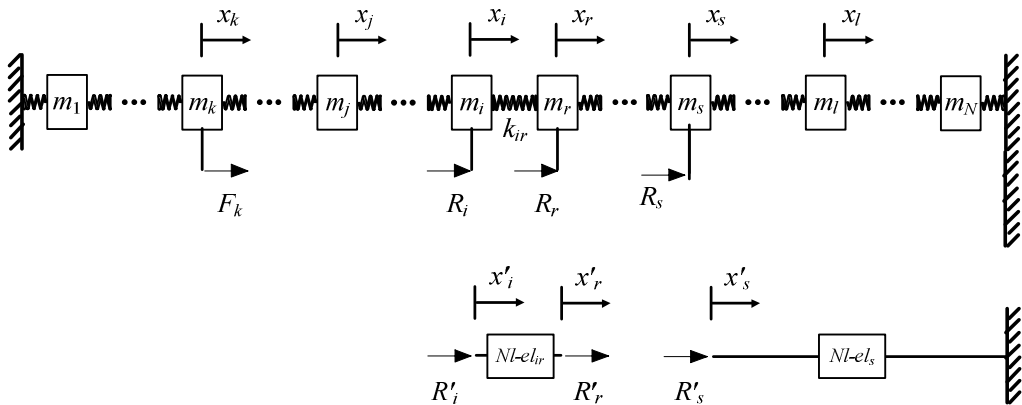 x_k x_j x_i x_r x_s x_l
m_1 ••• m_k ••• m_j ••• m_i m_r ••• m_s ••• m_l ••• m_N
k_ir
F_k R_i R_r R_s
x'_i x'_r x'_s
Nl-el_ir Nl-el_s
R'_i R'_r R'_s